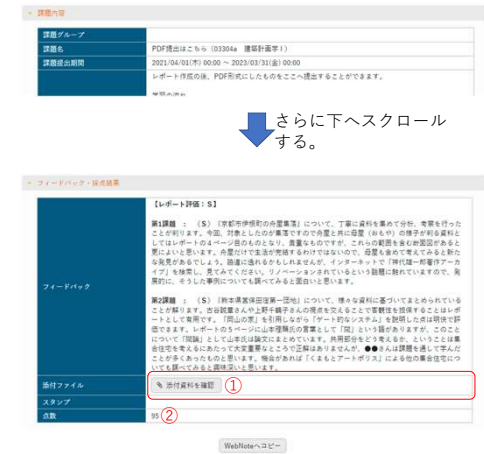 課題内容
課題グループ
課題名 PDF提出はこちら (03304a 建築計画学Ⅰ)
課題提出期間 2021/04/01(木) 00:00 ～ 2023/03/31(金) 00:00
レポート作成の後、PDF形式にしたものをここへ提出することができます。
さらに下へスクロール
する。
フィードバック・採点結果
フィードバック
【レポート評価：S】
第1課題 ： (S) 「京都市伊根町の舟屋集落」について、丁寧に資料を集めて分析、考察を行った
ことが判ります。今回、対象としたのが集落ですので舟屋と共に母屋 (おもや) の様子が判る資料と
してはレポートの4ページ目のものとなり、貴重なものですが、これらの範囲を含む断面図があると
更によいと思います。舟屋だけで生活が完結するわけではないので、母屋も含めて考えてみると新た
な発見があるでしょう。路道に逸れるかもしれませんが、インターネットで「神代雄一郎著作アーカ
イブ」を検索し、見てみてください。リノベーションされているという話題に触れていますので、発
展的に、そうした事例についても調べてみると面白いと思います。
第2課題 ： (S) 「熊本県営保田窪第一団地」について、様々な資料に基づいてまとめられている
ことが解ります。古谷誠章さんや上野千鶴子さんの視点を交えることで客観性を担保することはレポ
ートとして有用です。「岡山の家」を引用しながら「ゲート的なシステム」を説明した点は明快で評
価できます。レポートの5ページに山本理顕氏の言葉として「閾」という語がありますが、このこと
について「閾論」として山本氏は論文にまとめています。共用部分をどう考えるか、ということは集
合住宅を考えるにあたって大変重要なところで正解はありませんが、●●さんは課題を通して学んだ
ことが多くあったものと思います。機会があれば「くまもとアートポリス」による他の集合住宅につ
いても調べてみると興味深いと思います。
添付ファイル 添付資料を確認 ①
スタンプ
点数 95 ②
WebNoteへコピー